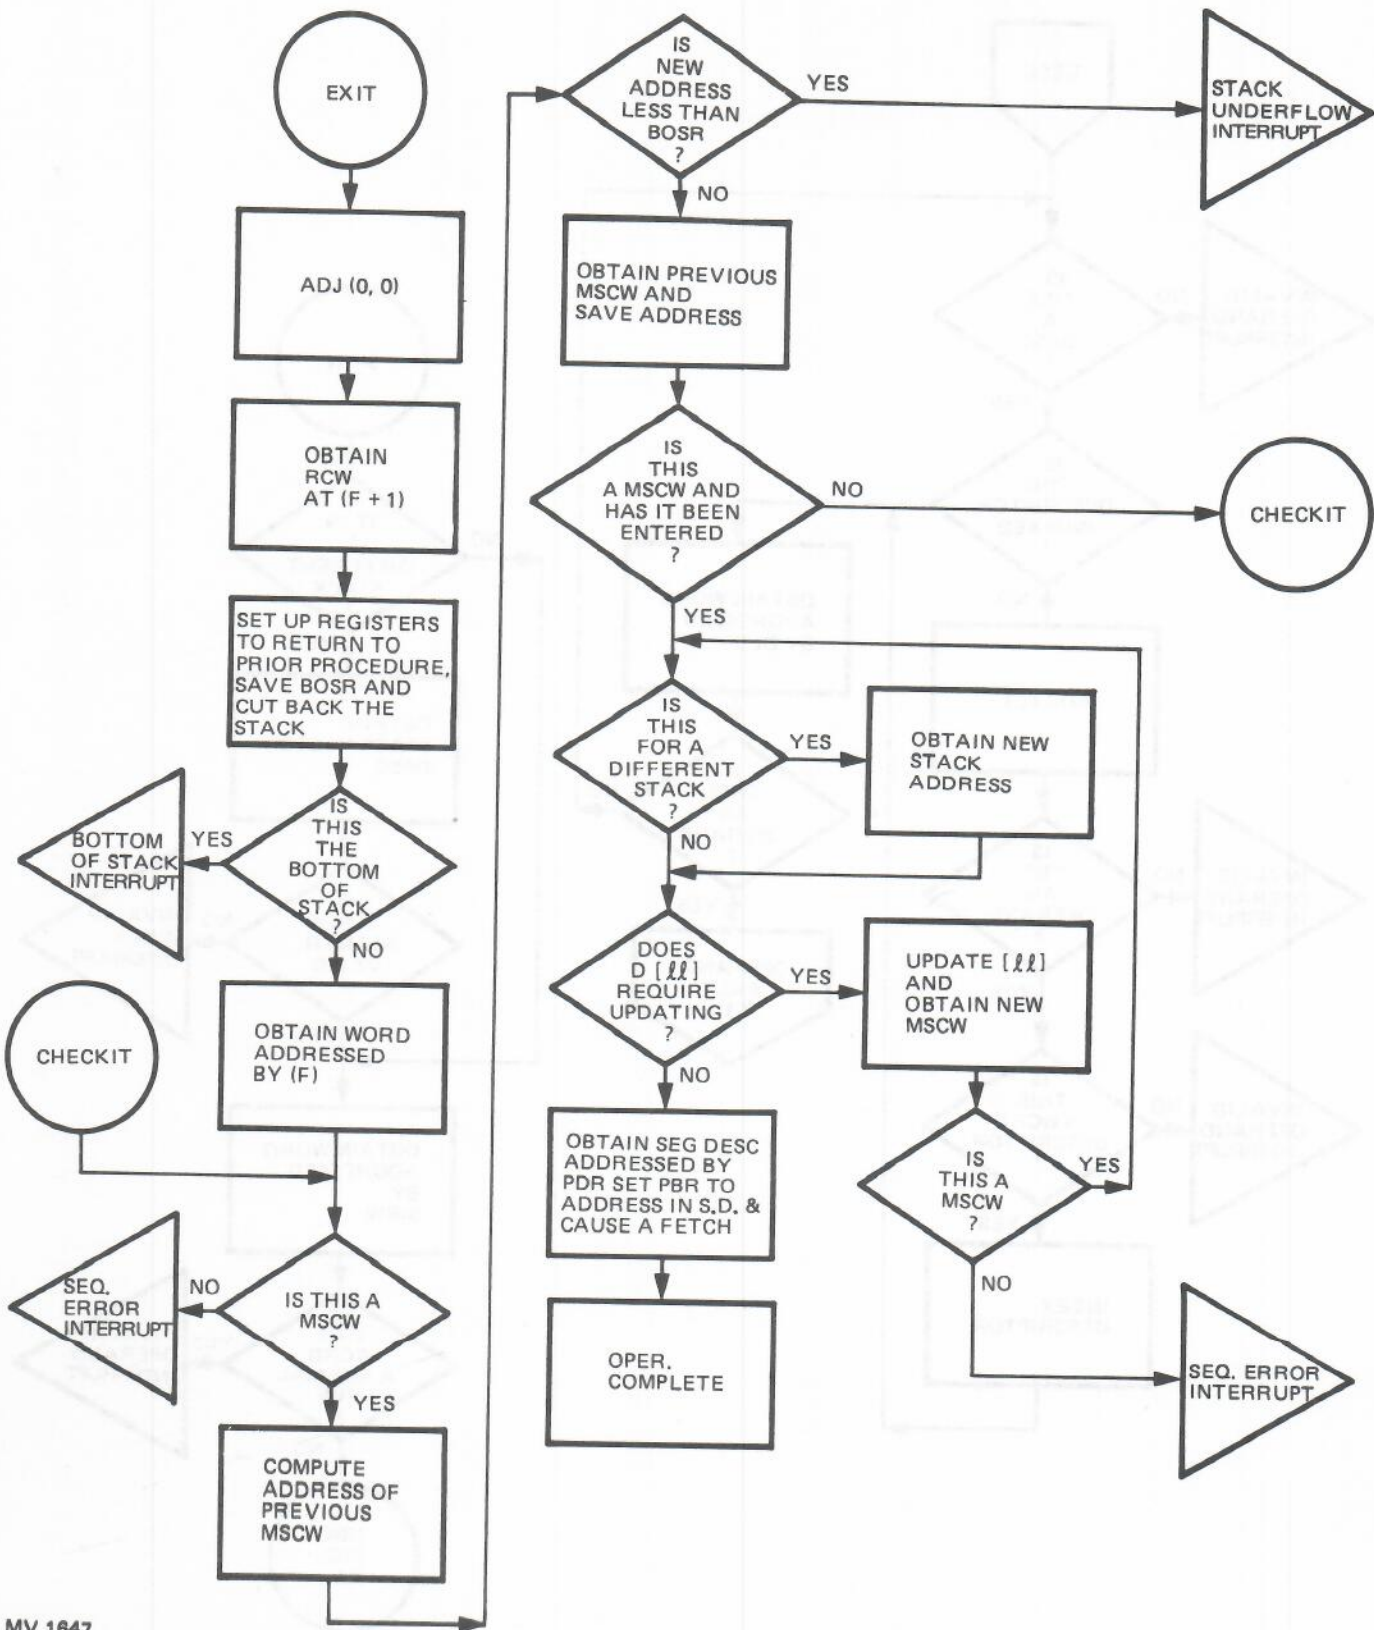 EXIT
ADJ (0, 0)
OBTAIN
RCW
AT (F + 1)
SET UP REGISTERS
TO RETURN TO
PRIOR PROCEDURE,
SAVE BOSR AND
CUT BACK THE
STACK
IS
THIS
THE
BOTTOM
OF
STACK
?
YES
BOTTOM
OF STACK
INTERRUPT
NO
OBTAIN WORD
ADDRESSED
BY (F)
CHECKIT
IS THIS A
MSCW
?
NO
SEQ.
ERROR
INTERRUPT
YES
COMPUTE
ADDRESS OF
PREVIOUS
MSCW
IS
NEW
ADDRESS
LESS THAN
BOSR
?
YES
STACK
UNDERFLOW
INTERRUPT
NO
OBTAIN PREVIOUS
MSCW AND
SAVE ADDRESS
IS
THIS
A MSCW AND
HAS IT BEEN
ENTERED
?
NO
CHECKIT
YES
IS
THIS
FOR A
DIFFERENT
STACK
?
YES
OBTAIN NEW
STACK
ADDRESS
NO
DOES
D [ℓℓ]
REQUIRE
UPDATING
?
YES
UPDATE [ℓℓ]
AND
OBTAIN NEW
MSCW
NO
IS
THIS A
MSCW
?
YES
NO
SEQ. ERROR
INTERRUPT
OBTAIN SEG DESC
ADDRESSED BY
PDR SET PBR TO
ADDRESS IN S.D. &
CAUSE A FETCH
OPER.
COMPLETE
MV 1647